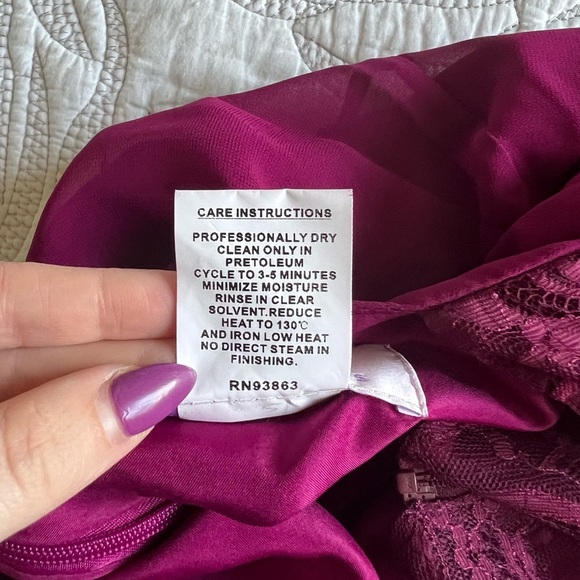 CARE INSTRUCTIONS
PROFESSIONALLY DRY
CLEAN ONLY IN
PRETOLEUM
CYCLE TO 3-5 MINUTES
MINIMIZE MOISTURE
RINSE IN CLEAR
SOLVENT.REDUCE
HEAT TO 130℃
AND IRON LOW HEAT
NO DIRECT STEAM IN
FINISHING.
RN93863